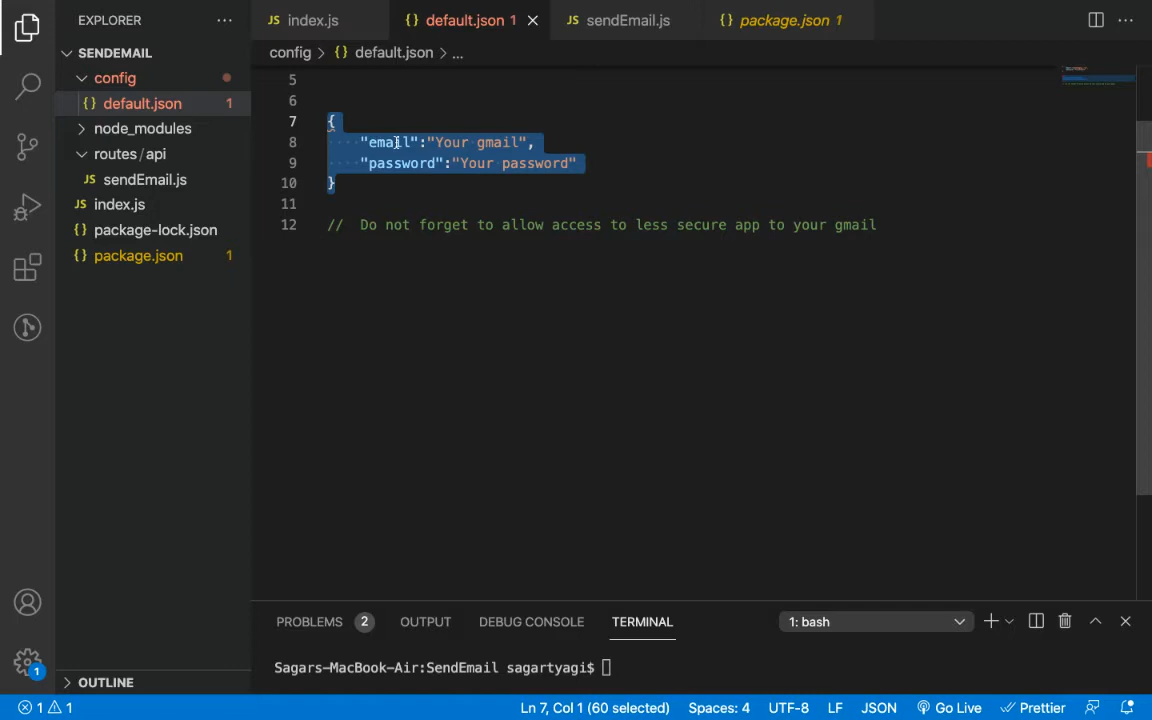 EXPLORER
index.js
default.json 1
sendEmail.js
package.json 1
SENDEMAIL
config > {} default.json > ...
config
default.json 1
node_modules
routes / api
sendEmail.js
index.js
package-lock.json
package.json 1
5
6
7 {
8 "email":"Your gmail",
9 "password":"Your password"
10 }
11
12 // Do not forget to allow access to less secure app to your gmail
PROBLEMS 2 OUTPUT DEBUG CONSOLE TERMINAL 1: bash
Sagars-MacBook-Air:SendEmail sagartyagi$
OUTLINE
1
1 1 Ln 7, Col 1 (60 selected) Spaces: 4 UTF-8 LF JSON Go Live Prettier